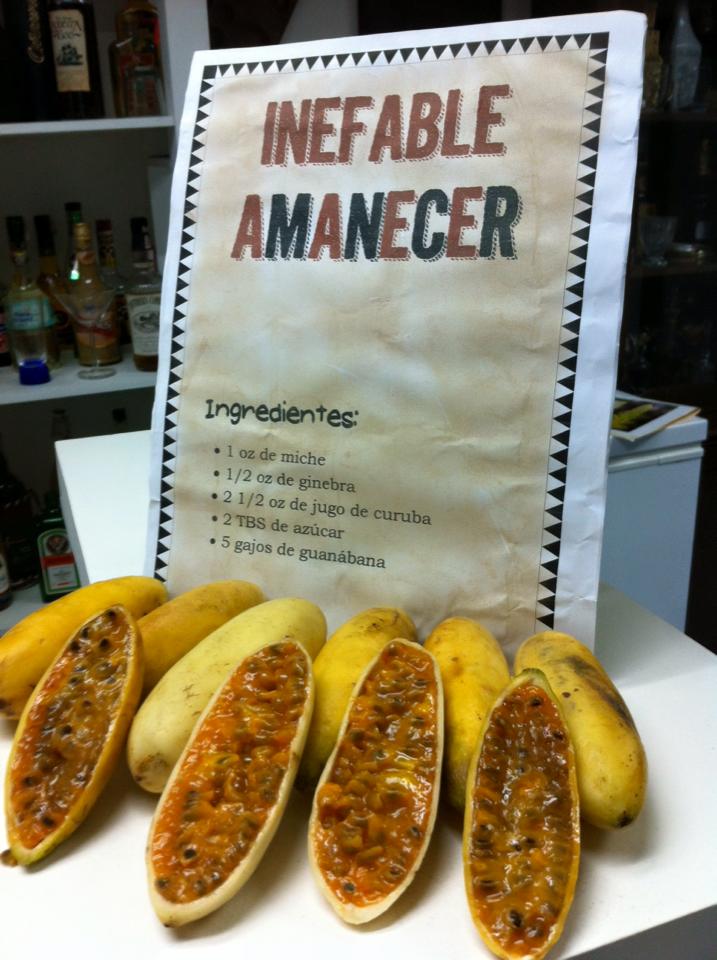 INEFABLE
AMANECER
Ingredientes:
• 1 oz de miche
• 1/2 oz de ginebra
• 2 1/2 oz de jugo de curuba
• 2 TBS de azúcar
• 5 gajos de guanábana